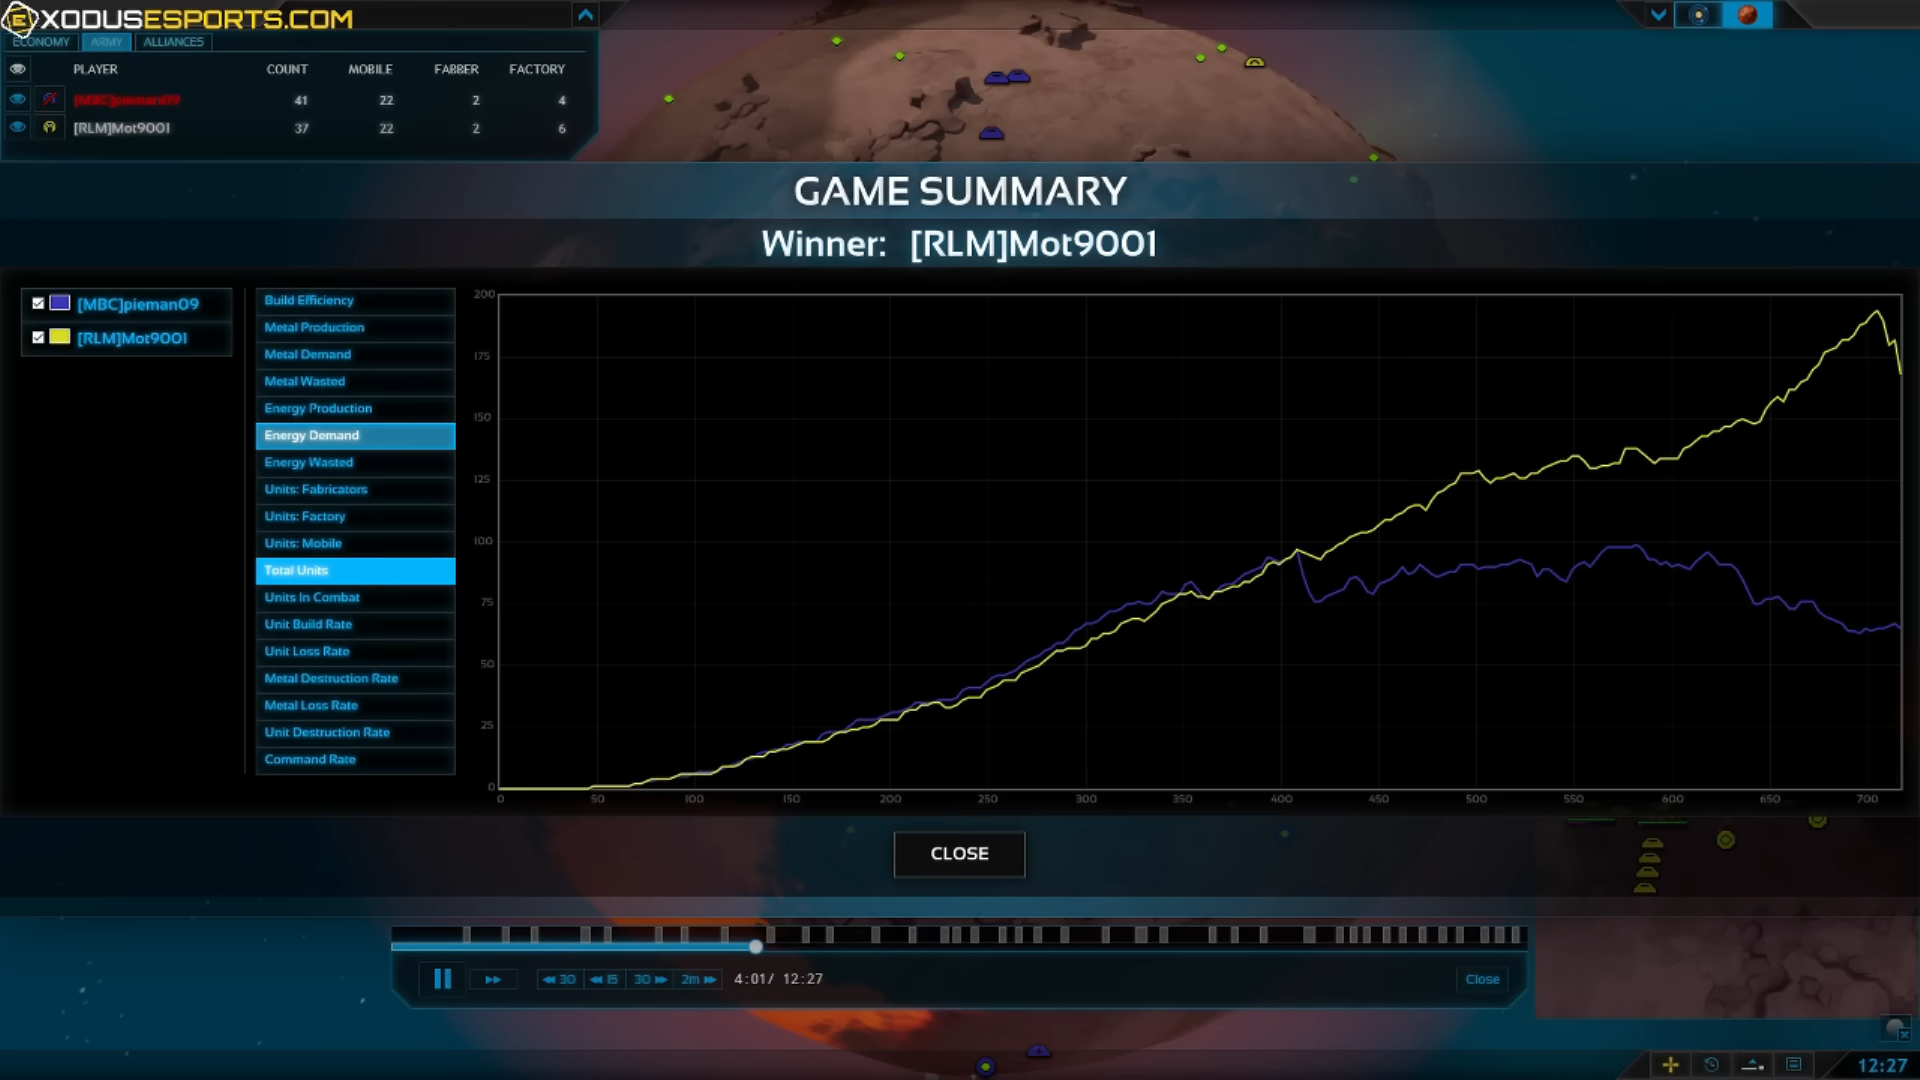 EXODUSESPORTS.COM
ECONOMY ARMY ALLIANCES
PLAYER COUNT MOBILE FABBER FACTORY
[MBC]pieman09 41 22 2 4
[RLM]Mot9001 37 22 2 6
GAME SUMMARY
Winner: [RLM]Mot9001
[MBC]pieman09
[RLM]Mot9001
Build Efficiency
Metal Production
Metal Demand
Metal Wasted
Energy Production
Energy Demand
Energy Wasted
Units: Fabricators
Units: Factory
Units: Mobile
Total Units
Units In Combat
Unit Build Rate
Unit Loss Rate
Metal Destruction Rate
Metal Loss Rate
Unit Destruction Rate
Command Rate
200
175
150
125
100
75
50
25
0
0 50 100 150 200 250 300 350 400 450 500 550 600 650 700
CLOSE
30 15 30 2m 4:01/ 12:27 Close
12:27